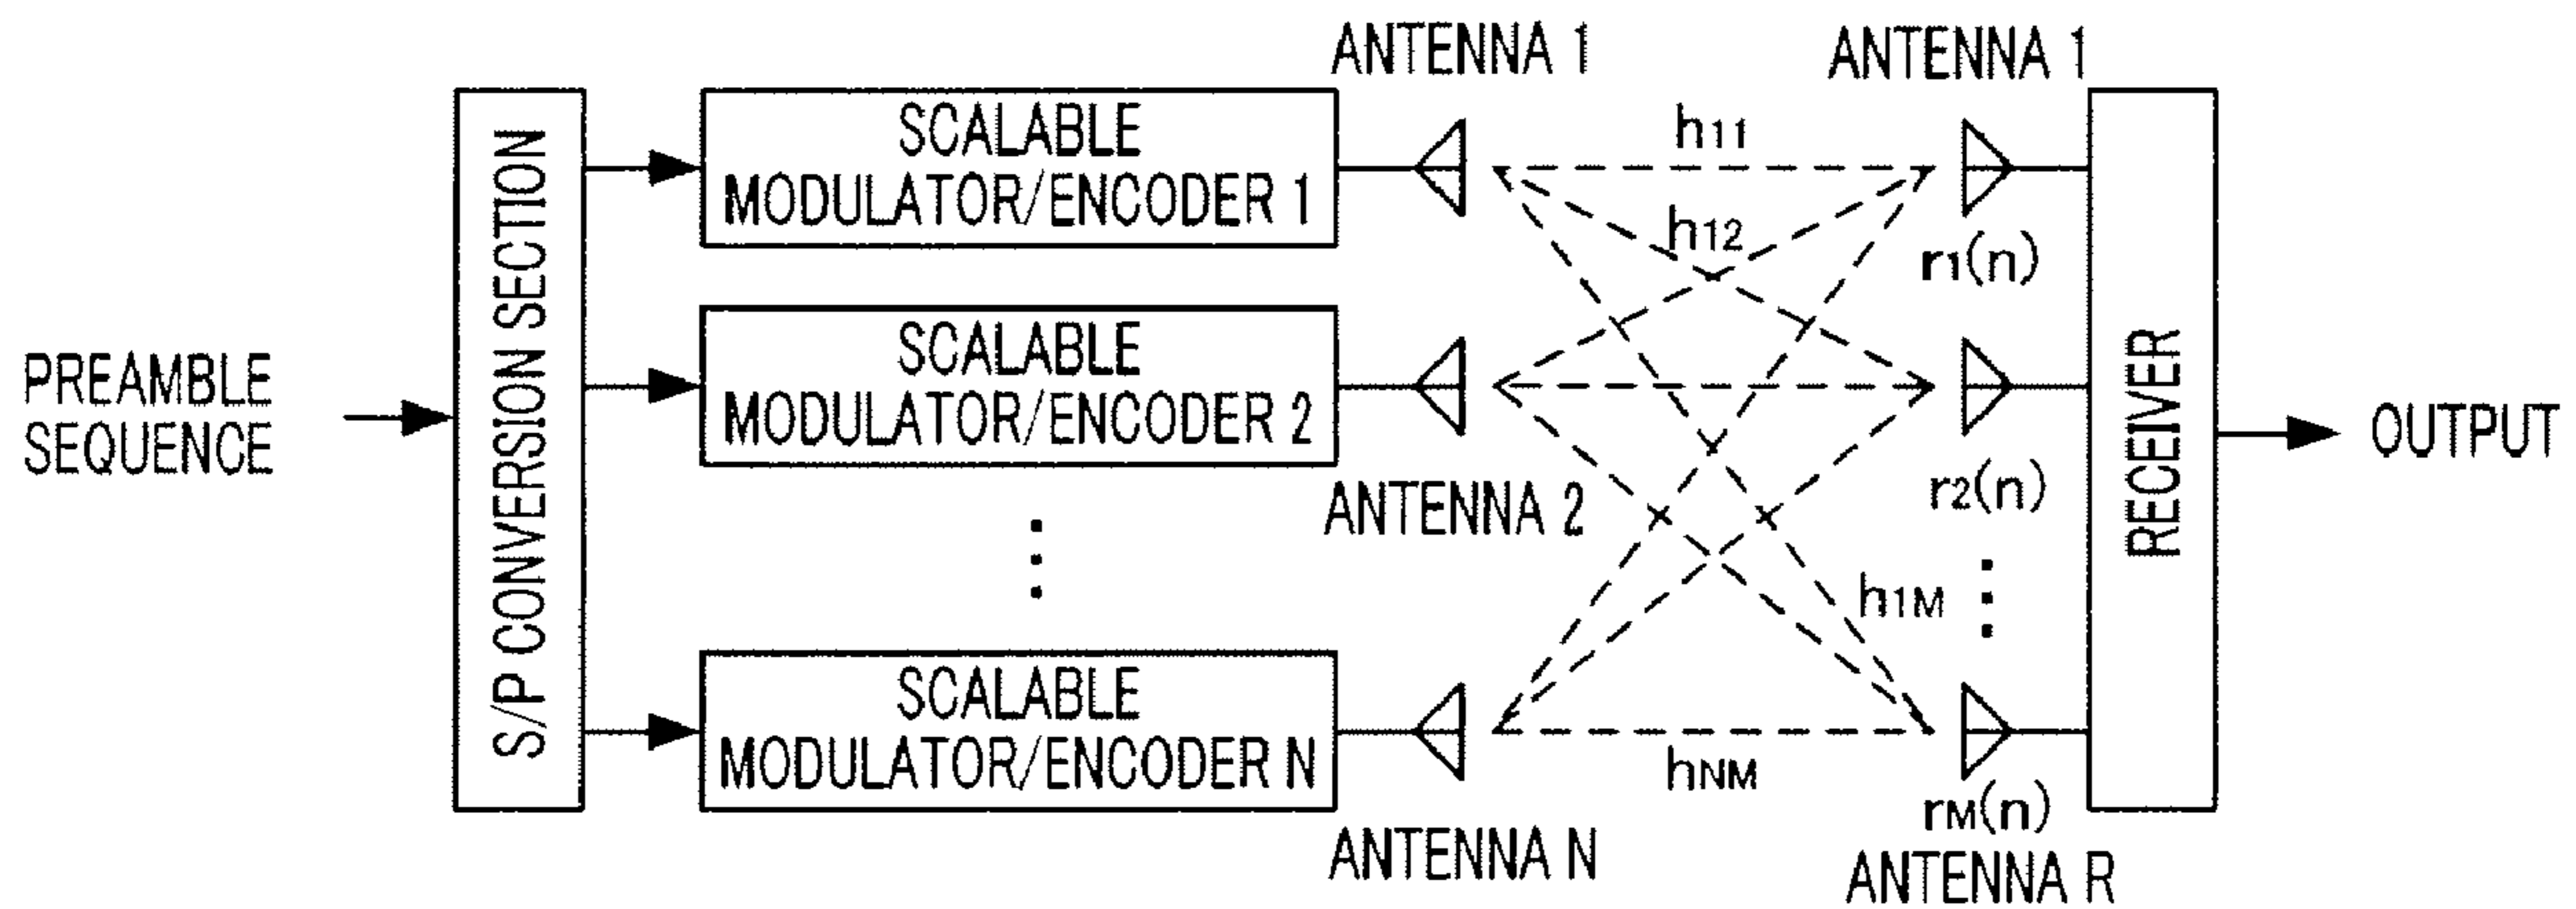 PREAMBLE
SEQUENCE
S/P CONVERSION SECTION
SCALABLE
MODULATOR/ENCODER 1
SCALABLE
MODULATOR/ENCODER 2
SCALABLE
MODULATOR/ENCODER N
ANTENNA 1
ANTENNA 2
ANTENNA N
h11
h12
h1M
hNM
ANTENNA 1
r1(n)
r2(n)
rM(n)
ANTENNA R
RECEIVER
OUTPUT